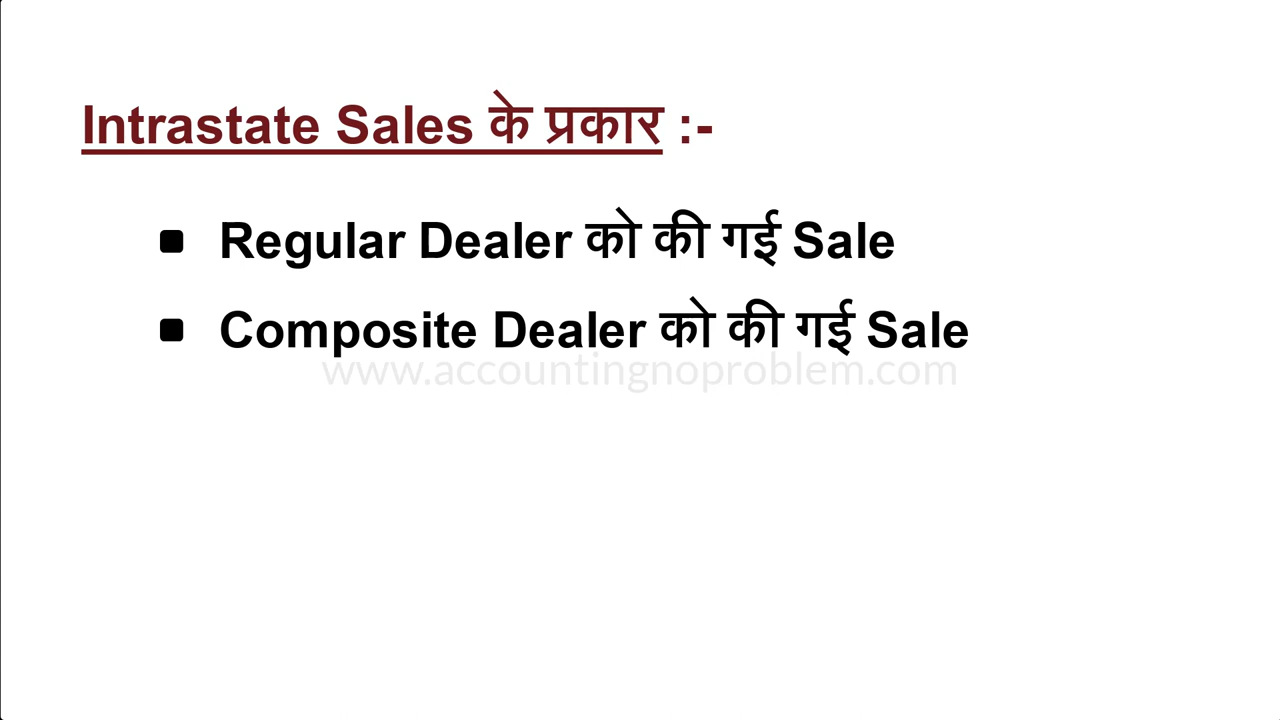 Intrastate Sales के प्रकार :-
Regular Dealer को की गई Sale
Composite Dealer को की गई Sale
www.accountingnoproblem.com